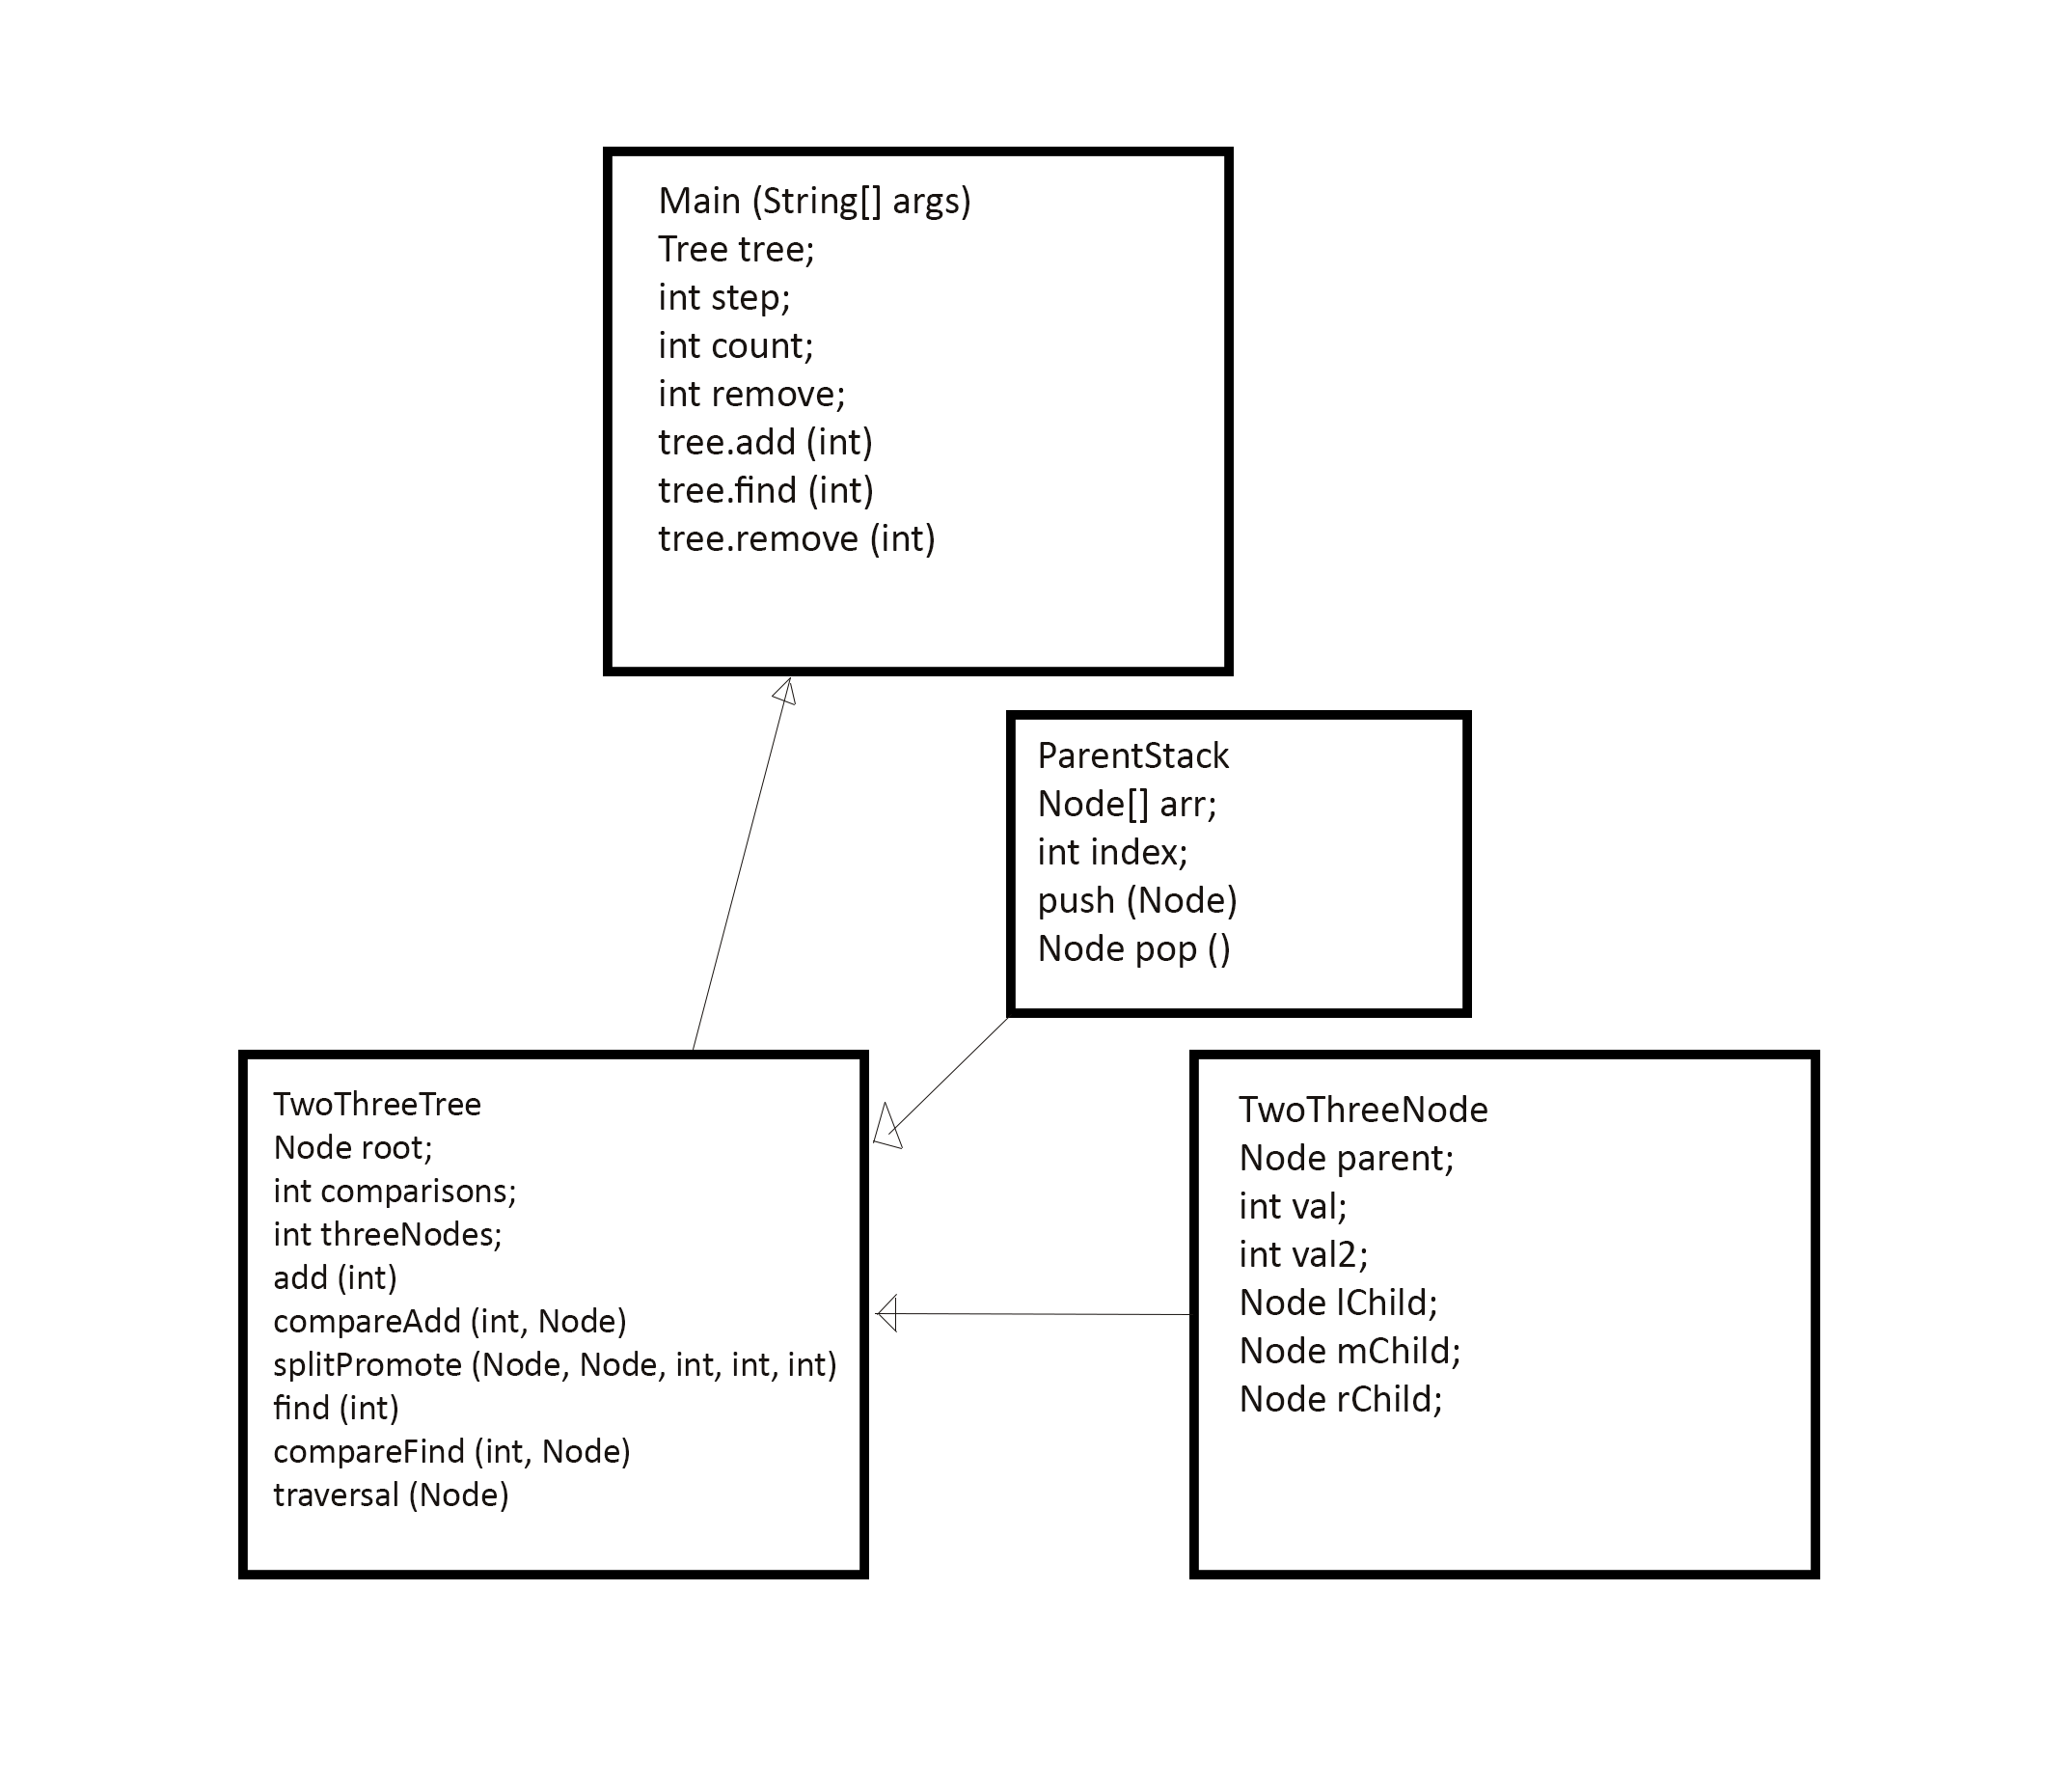 Main (String[] args)
Tree tree;
int step;
int count;
int remove;
tree.add (int)
tree.find (int)
tree.remove (int)
ParentStack
Node[] arr;
int index;
push (Node)
Node pop ()
TwoThreeTree
Node root;
int comparisons;
int threeNodes;
add (int)
compareAdd (int, Node)
splitPromote (Node, Node, int, int, int)
find (int)
compareFind (int, Node)
traversal (Node)
TwoThreeNode
Node parent;
int val;
int val2;
Node lChild;
Node mChild;
Node rChild;